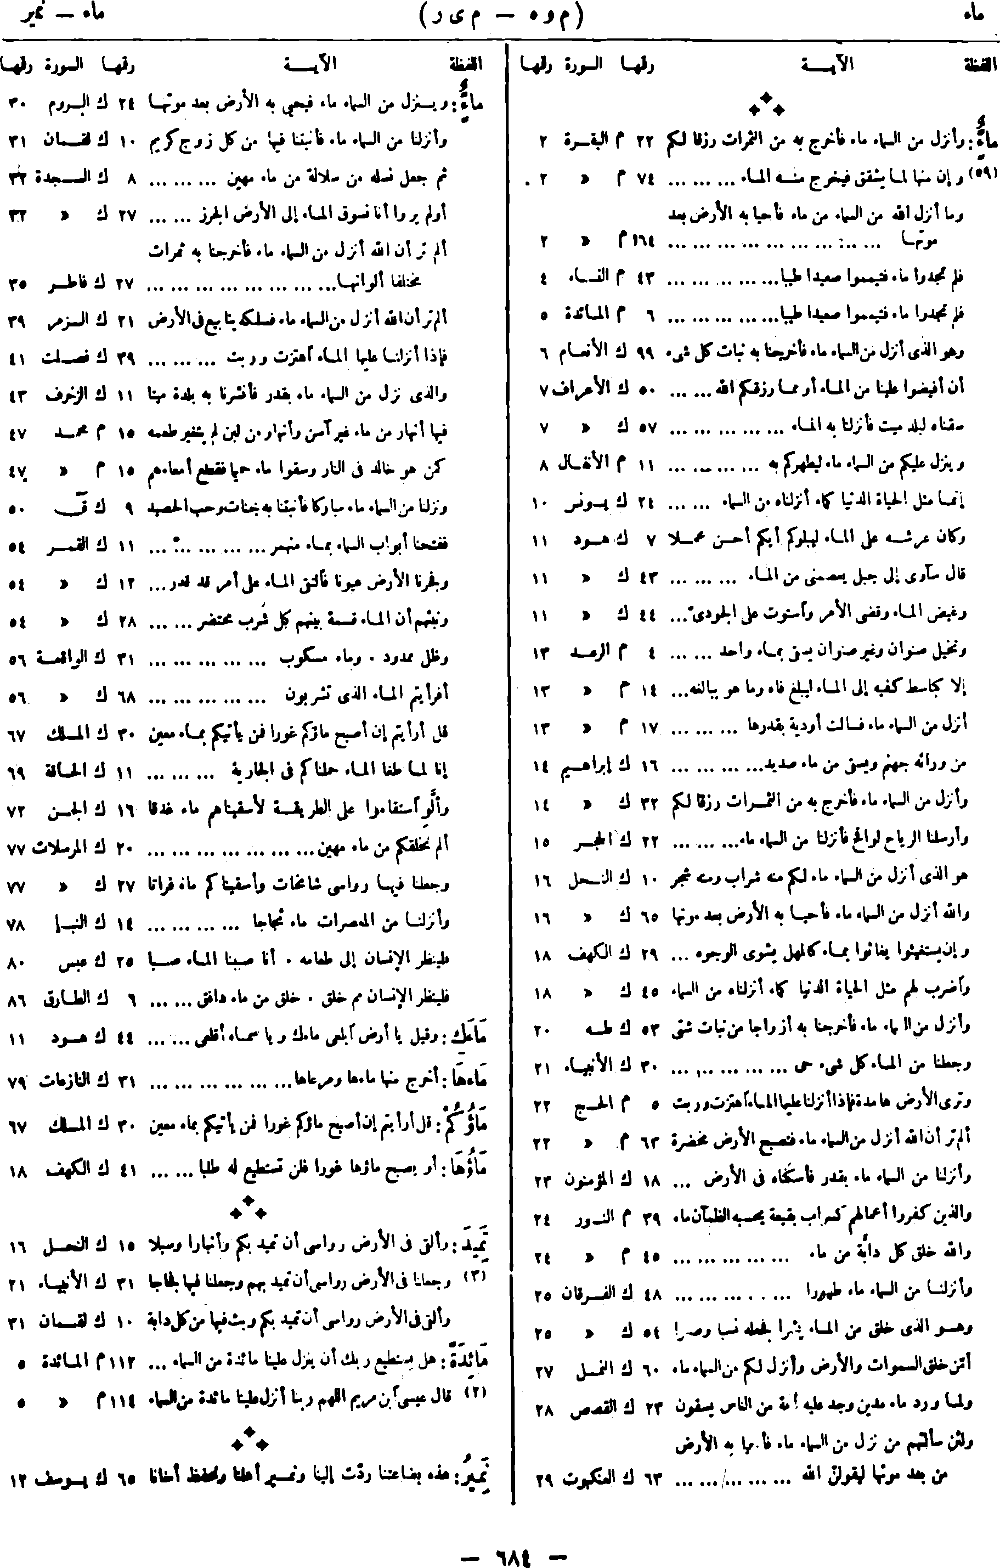 ماء
(م وه — م ى ر)
ماء — نمير
اللفظة الآيـــة رقمها السورة رقمها
ماءً: وأنزل من السماء ماء فأخرج به من الثمرات رزقا لكم ٢٢ م البقرة ٢
(٥٩) وإن منها لما يشقق فيخرج منه الماء ... ... ... ٧٤ م « ٢
وما أنزل الله من السماء من ماء فأحيا به الأرض بعد
موتها ... ... ... ... ... ... ... ١٦٤ م « ٢
فلم تجدوا ماء فتيمموا صعيدا طيبا ... ... ... ... ٤٣ م النساء ٤
فلم تجدوا ماء فتيمموا صعيدا طيبا ... ... ... ... ٦ م المائدة ٥
وهو الذى أنزل من السماء ماء فأخرجنا به نبات كل شىء ٩٩ ك الأنعام ٦
أن أفيضوا علينا من الماء أو مما رزقكم الله ... ... ٥٠ ك الأعراف ٧
سقناه لبلد ميت فأنزلنا به الماء ... ... ... ... ٥٧ ك « ٧
وينزل عليكم من السماء ماء ليطهركم به ... ... ... ١١ م الأنفال ٨
إنما مثل الحياة الدنيا كماء أنزلناه من السماء ... ... ٢٤ ك يونس ١٠
وكان عرشه على الماء ليبلوكم أيكم أحسن عملا ٧ ك هود ١١
قال سآوى إلى جبل يعصمنى من الماء ... ... ... ٤٣ ك « ١١
وغيض الماء وقضى الأمر وآستوت على الجودىّ ... ٤٤ ك « ١١
ونخيل صنوان وغير صنوان يسقى بماء واحد ... ... ٤ م الرعد ١٣
إلا كباسط كفيه إلى الماء ليبلغ فاه وما هو ببالغه ... ١٤ م « ١٣
أنزل من السماء ماء فسالت أودية بقدرها ... ... ... ١٧ م « ١٣
من ورائه جهنم ويسقى من ماء صديد ... ... ... ... ١٦ ك إبراهيم ١٤
وأنزل من السماء ماء فأخرج به من الثمرات رزقا لكم ٣٢ ك « ١٤
وأرسلنا الرياح لواقح فأنزلنا من السماء ماء ... ... ... ٢٢ ك الحجر ١٥
هو الذى أنزل من السماء ماء لكم منه شراب ومنه شجر ١٠ ك النحل ١٦
والله أنزل من السماء ماء فأحيا به الأرض بعد موتها ٦٥ ك « ١٦
وإن يستغيثوا يغاثوا بماء كالمهل يشوى الوجوه ... ٢٩ ك الكهف ١٨
وآضرب لهم مثل الحياة الدنيا كماء أنزلناه من السماء ٤٥ ك « ١٨
وأنزل من السماء ماء فأخرجنا به أزواجا من نبات شتى ٥٣ ك طه ٢٠
وجعلنا من الماء كل شىء حى ... ... ... ... ... ٣٠ ك الأنبياء ٢١
وترى الأرض هامدة فإذا أنزلنا عليها الماء آهتزت وربت ٥ م الحج ٢٢
ألم تر أن الله أنزل من السماء ماء فتصبح الأرض مخضرة ٦٣ م « ٢٢
وأنزلنا من السماء ماء بقدر فأسكناه فى الأرض ... ١٨ ك المؤمنون ٢٣
والذين كفروا أعمالهم كسراب بقيعة يحسبه الظمآن ماء ٣٩ م النور ٢٤
والله خلق كل دابة من ماء ... ... ... ... ... ٤٥ م « ٢٤
وأنزلنا من السماء ماء طهورا ... ... ... ... ٤٨ ك الفرقان ٢٥
وهو الذى خلق من الماء بشرا فجعله نسبا وصهرا ٥٤ ك « ٢٥
أمّن خلق السموات والأرض وأنزل لكم من السماء ماء ٦٠ ك النمل ٢٧
ولما ورد ماء مدين وجد عليه أمة من الناس يسقون ٢٣ ك القصص ٢٨
ولئن سألتهم من نزل من السماء ماء فأحيا به الأرض
من بعد موتها ليقولن الله ... ... ... ... ... ٦٣ ك العنكبوت ٢٩
اللفظة الآيـــة رقمها السورة رقمها
ماءً: وينزل من السماء ماء فيحيى به الأرض بعد موتها ٢٤ ك الروم ٣٠
وأنزلنا من السماء ماء فأنبتنا فيها من كل زوج كريم ١٠ ك لقمان ٣١
ثم جعل نسله من سلالة من ماء مهين ... ... ... ٨ ك السجدة ٣٢
أولم يروا أنا نسوق الماء إلى الأرض الجرز ... ... ٢٧ ك « ٣٢
ألم تر أن الله أنزل من السماء ماء فأخرجنا به ثمرات
مختلفا ألوانها ... ... ... ... ... ... ... ٢٧ ك فاطر ٣٥
ألم تر أن الله أنزل من السماء ماء فسلكه ينابيع فى الأرض ٢١ ك الزمر ٣٩
فإذا أنزلنا عليها الماء آهتزت وربت ... ... ... ٣٩ ك فصلت ٤١
والذى نزل من السماء ماء بقدر فأنشرنا به بلدة ميتا ١١ ك الزخرف ٤٣
فيها أنهار من ماء غير آسن وأنهار من لبن لم يتغير طعمه ١٥ م محمد ٤٧
كمن هو خالد فى النار وسقوا ماء حميما فقطع أمعاءهم ١٥ م « ٤٧
ونزلنا من السماء ماء مباركا فأنبتنا به جنات وحب الحصيد ٩ ك قٓ ٥٠
ففتحنا أبواب السماء بماء منهمر ... ... ... ... ١١ ك القمر ٥٤
وفجرنا الأرض عيونا فآلتقى الماء على أمر قد قدر ... ١٢ ك « ٥٤
ونبئهم أن الماء قسمة بينهم كل شرب محتضر ... ... ٢٨ ك « ٥٤
وظل ممدود . وماء مسكوب ... ... ... ... ... ٣١ ك الواقعة ٥٦
أفرأيتم الماء الذى تشربون ... ... ... ... ... ٦٨ ك « ٥٦
قل أرأيتم إن أصبح ماؤكم غورا فمن يأتيكم بماء معين ٣٠ ك الملك ٦٧
إنا لما طغا الماء حملناكم فى الجارية ... ... ... ١١ ك الحاقة ٦٩
وألّو آستقاموا على الطريقة لأسقيناهم ماء غدقا ١٦ ك الجن ٧٢
ألم نخلقكم من ماء مهين ... ... ... ... ... ... ٢٠ ك المرسلات ٧٧
وجعلنا فيها رواسى شامخات وأسقيناكم ماء فراتا ٢٧ ك « ٧٧
وأنزلنا من المعصرات ماء ثجاجا ... ... ... ... ١٤ ك النبإ ٧٨
فلينظر الإنسان إلى طعامه . أنا صببنا الماء صبا ٢٥ ك عبس ٨٠
فلينظر الإنسان مم خلق . خلق من ماء دافق ... ... ٦ ك الطارق ٨٦
مَاءَكِ: وقيل يا أرض آبلعى ماءك ويا سماء أقلعى ... ... ٤٤ ك هود ١١
مَاءَهَا: أخرج منها ماءها ومرعاها ... ... ... ... ... ٣١ ك النازعات ٧٩
مَاؤُكُمْ: قل أرأيتم إن أصبح ماؤكم غورا فمن يأتيكم بماء معين ٣٠ ك الملك ٦٧
مَاؤُهَا: أو يصبح ماؤها غورا فلن تستطيع له طلبا ... ... ٤١ ك الكهف ١٨
تَمِيدَ: وألقى فى الأرض رواسى أن تميد بكم وأنهارا وسبلا ١٥ ك النحل ١٦
(٣) وجعلنا فى الأرض رواسى أن تميد بهم وجعلنا فيها فجاجا ٣١ ك الأنبياء ٢١
وألقى فى الأرض رواسى أن تميد بكم وبث فيها من كل دابة ١٠ ك لقمان ٣١
مَائِدَةً: هل يستطيع ربك أن ينزل علينا مائدة من السماء ... ١١٢ م المائدة ٥
(٢) قال عيسى آبن مريم اللهم ربنا أنزل علينا مائدة من السماء ١١٤ م « ٥
نَمِيرُ: هذه بضاعتنا ردّت إلينا ونمير أهلنا ونحفظ أخانا ٦٥ ك يوسف ١٢
— ٦٨٤ —